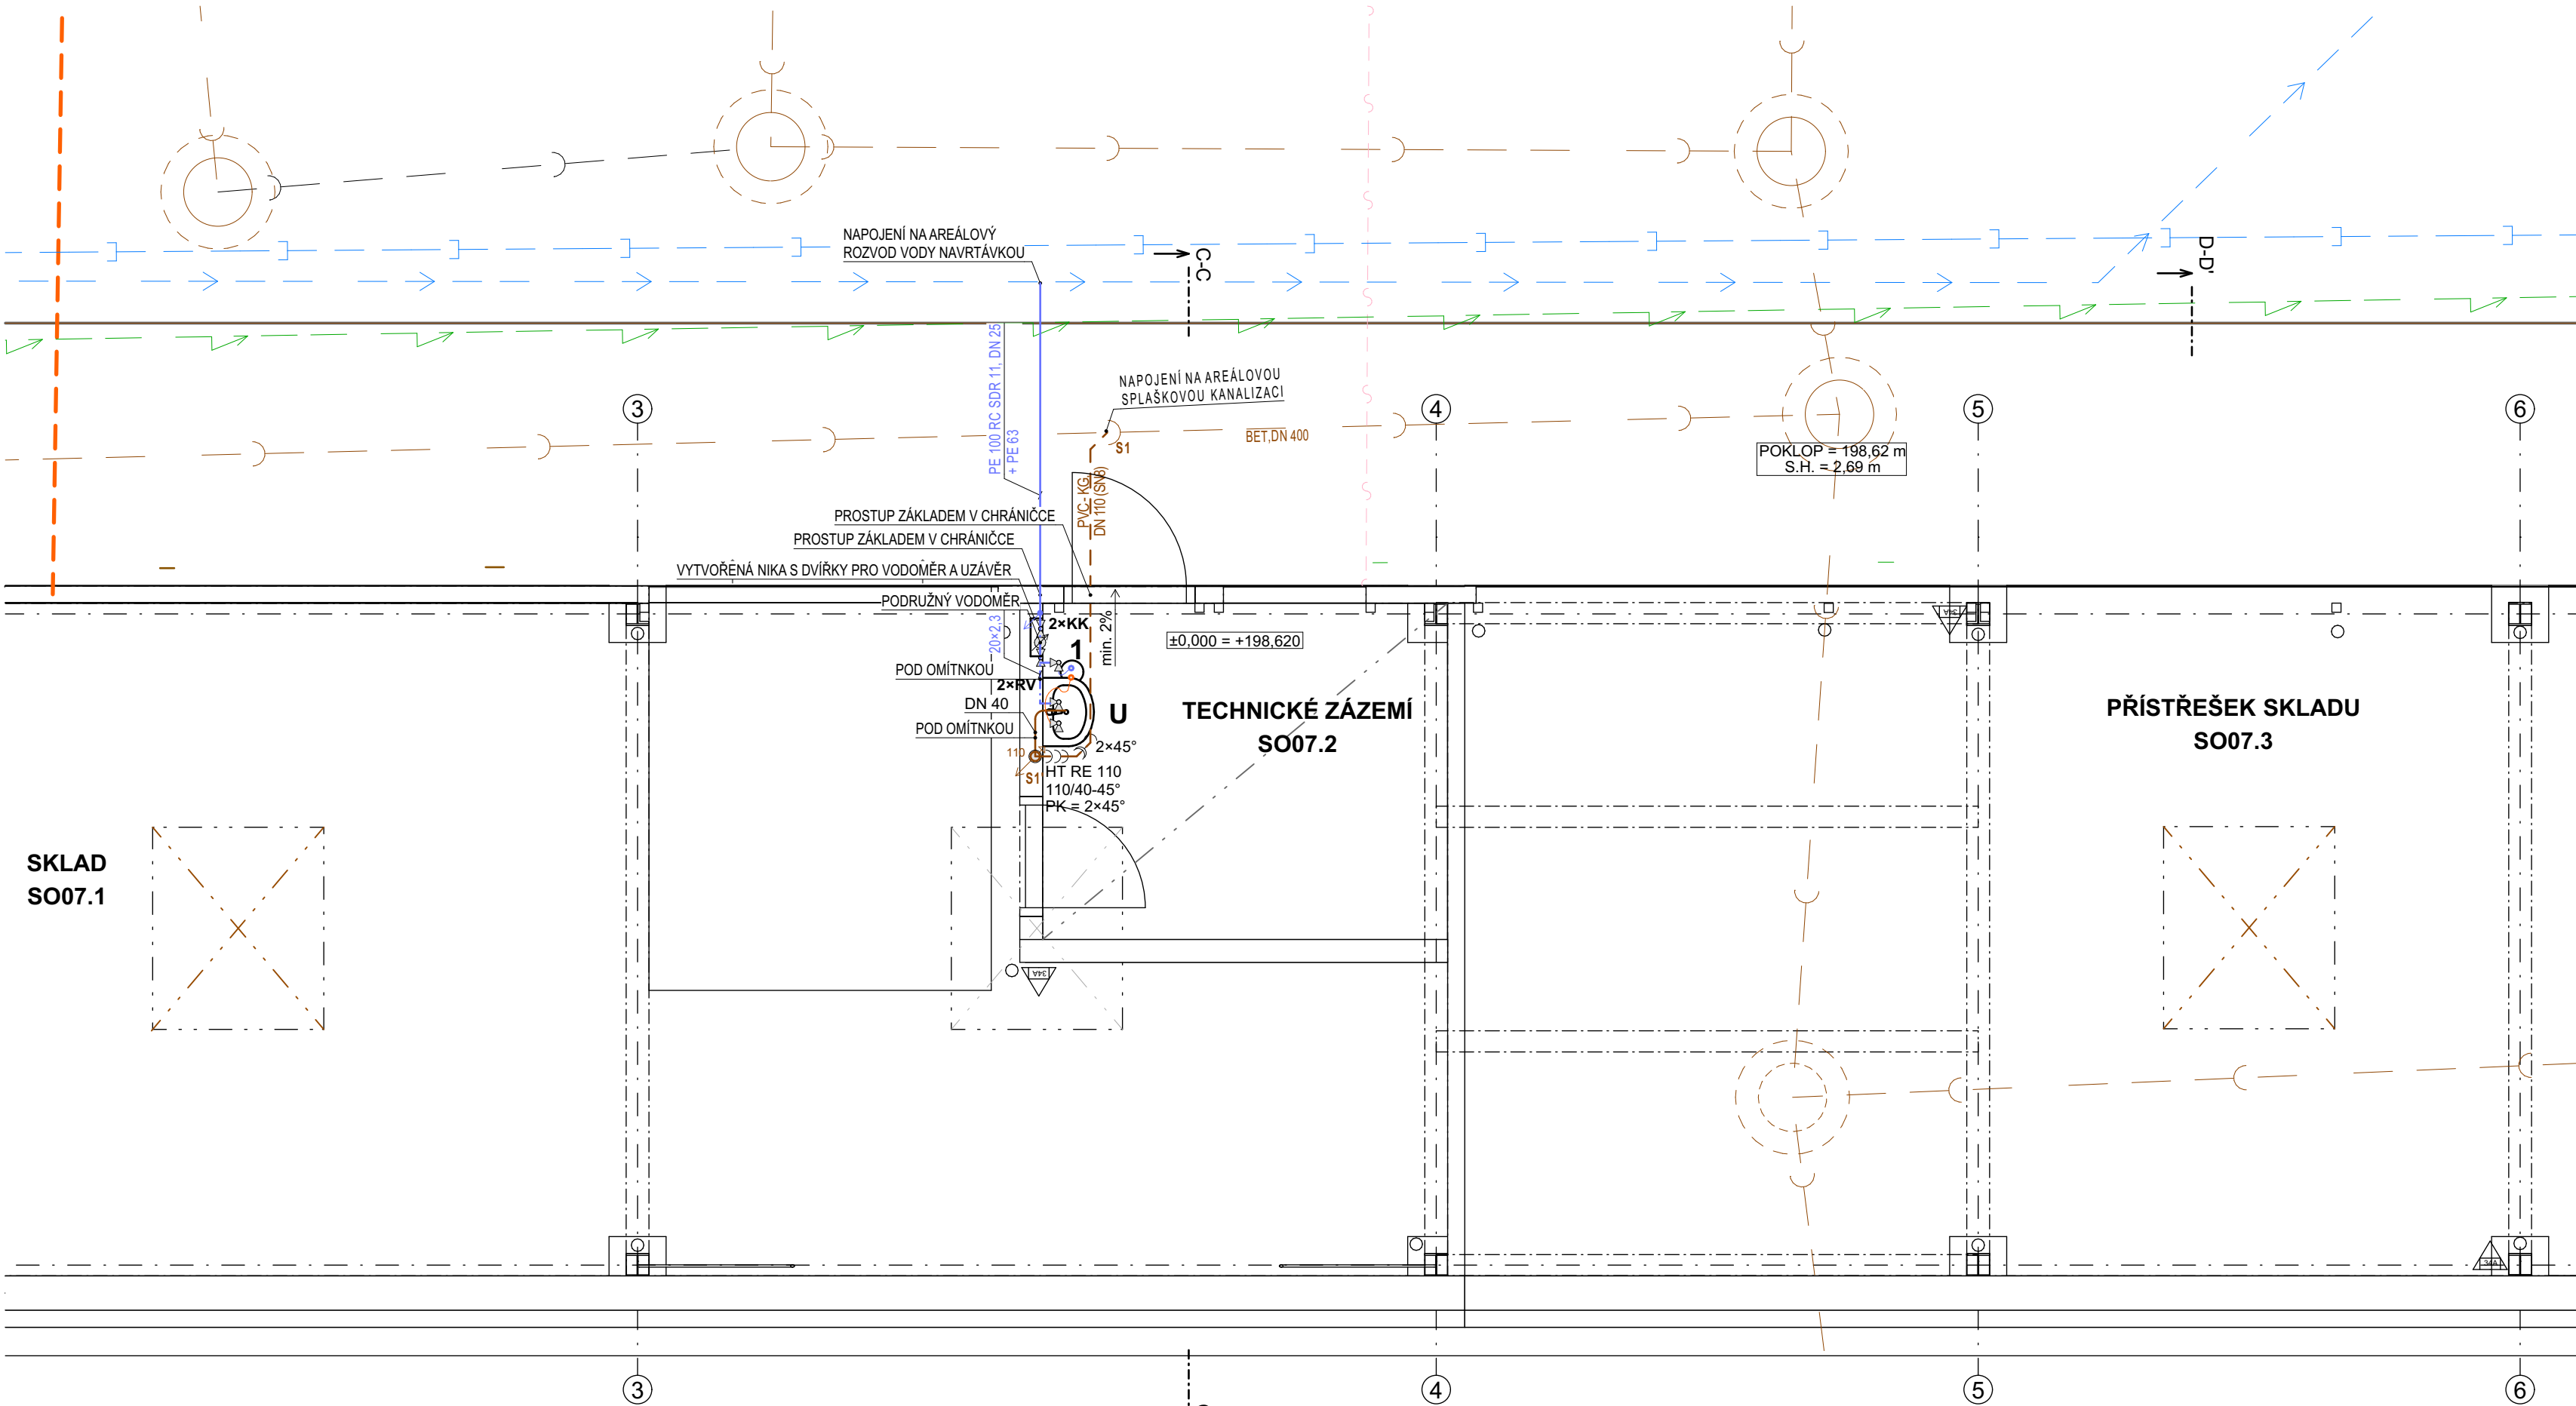 NAPOJENÍ NA AREÁLOVÝ
ROZVOD VODY NAVRTÁVKOU
C-C
D-D'
PE 100 RC SDR 11, DN 25
+ PE 63
NAPOJENÍ NA AREÁLOVOU
SPLAŠKOVOU KANALIZACI
S1
BET,DN 400
3
4
5
6
POKLOP = 198,62 m
S.H. = 2,69 m
PVC - KG,
DN 110 (SN8)
PROSTUP ZÁKLADEM V CHRÁNIČCE
PROSTUP ZÁKLADEM V CHRÁNIČCE
VYTVOŘENÁ NIKA S DVÍŘKY PRO VODOMĚR A UZÁVĚR
PODRUŽNÝ VODOMĚR
20×2,3
2×KK
1
min. 2%
±0,000 = +198,620
34A
POD OMÍTNKOU
2×RV
DN 40
POD OMÍTNKOU
U
TECHNICKÉ ZÁZEMÍ
SO07.2
PŘÍSTŘEŠEK SKLADU
SO07.3
110
2×45°
S1'
HT RE 110
110/40-45°
PK = 2×45°
SKLAD
SO07.1
34A
34A
3
4
5
6